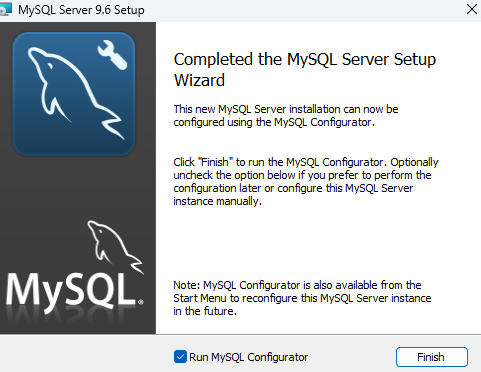 MySQL Server 9.6 Setup
Completed the MySQL Server Setup
Wizard
This new MySQL Server installation can now be
configured using the MySQL Configurator.
Click "Finish" to run the MySQL Configurator. Optionally
uncheck the option below if you prefer to perform the
configuration later or configure this MySQL Server
instance manually.
MySQL®
Note: MySQL Configurator is also available from the
Start Menu to reconfigure this MySQL Server instance
in the future.
Run MySQL Configurator
Finish